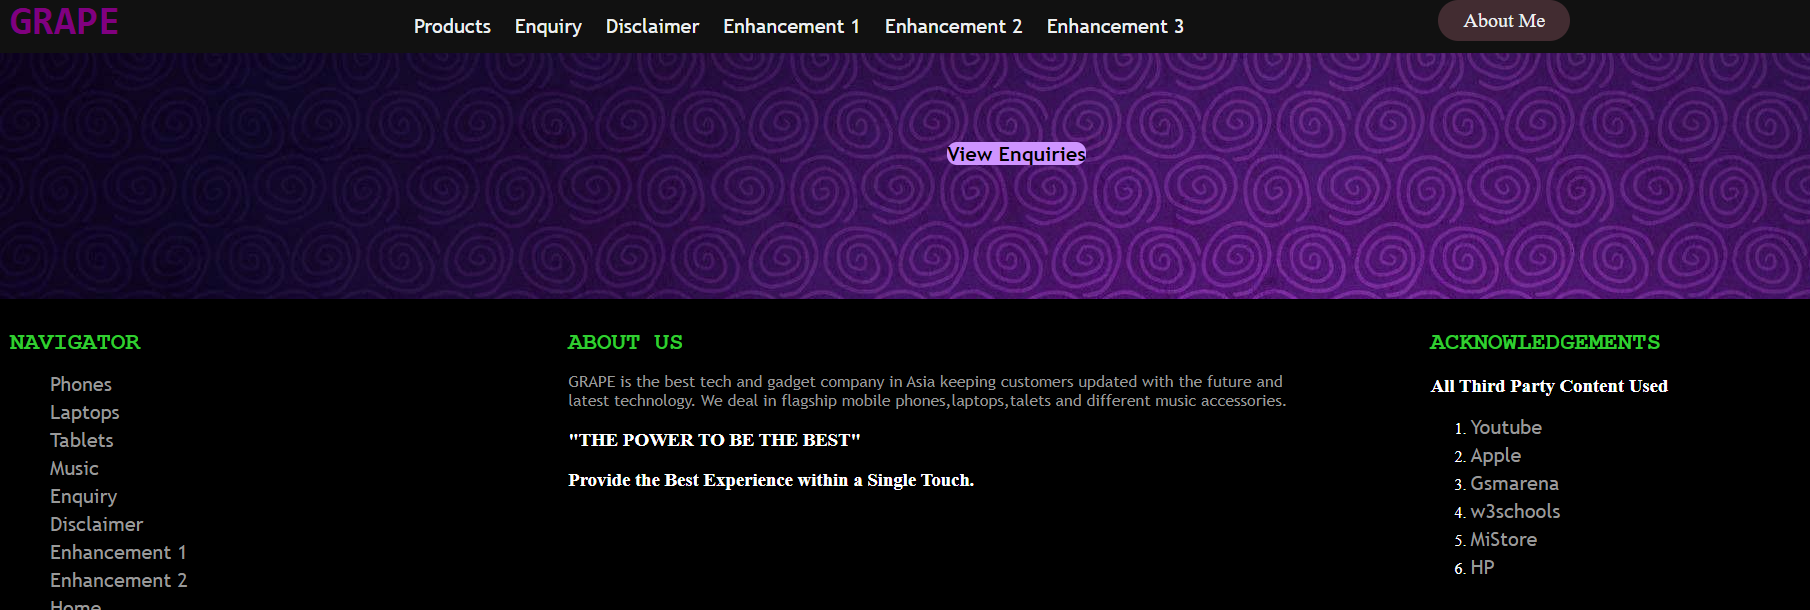 GRAPE
Products Enquiry Disclaimer Enhancement 1 Enhancement 2 Enhancement 3
About Me
View Enquiries
NAVIGATOR
Phones
Laptops
Tablets
Music
Enquiry
Disclaimer
Enhancement 1
Enhancement 2
Home
ABOUT US
GRAPE is the best tech and gadget company in Asia keeping customers updated with the future and
latest technology. We deal in flagship mobile phones,laptops,talets and different music accessories.
"THE POWER TO BE THE BEST"
Provide the Best Experience within a Single Touch.
ACKNOWLEDGEMENTS
All Third Party Content Used
1. Youtube
2. Apple
3. Gsmarena
4. w3schools
5. MiStore
6. HP